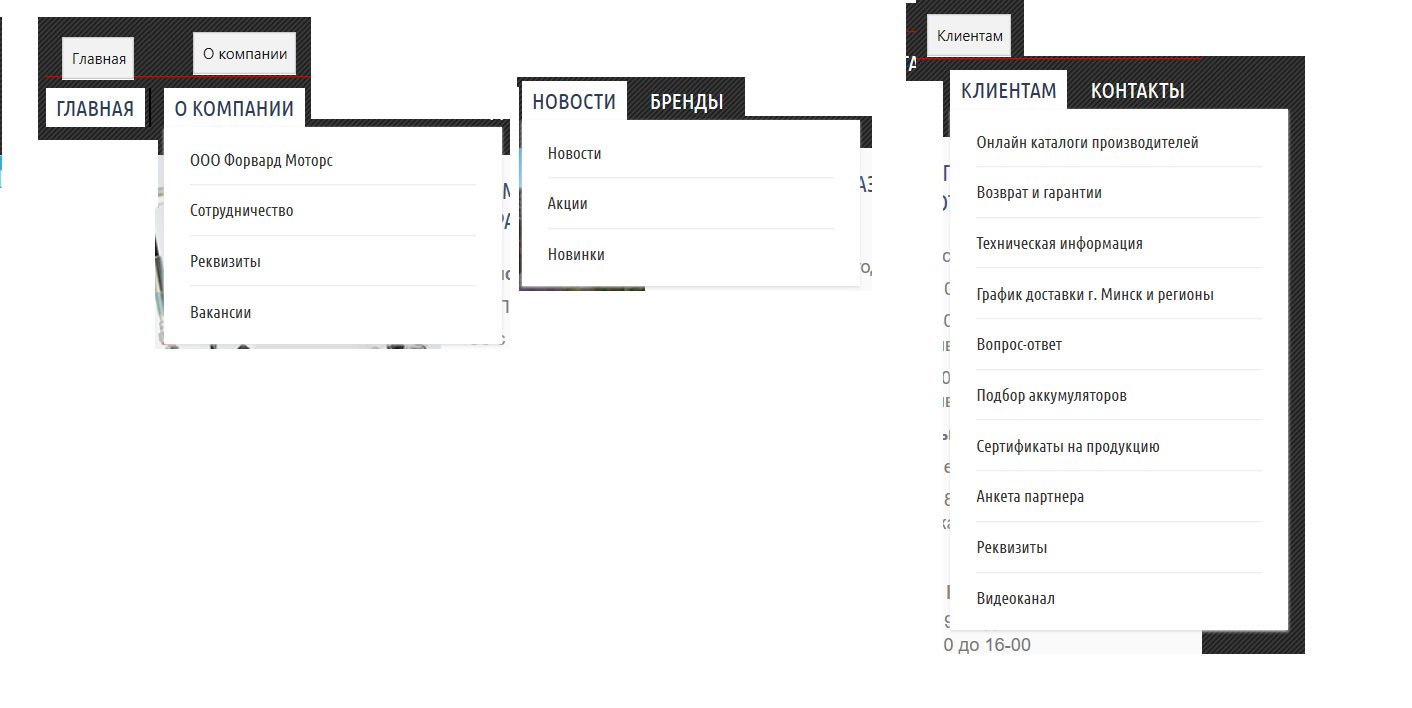 Главная
О компании
ГЛАВНАЯ
О КОМПАНИИ
ООО Форвард Моторс
Сотрудничество
Реквизиты
Вакансии
НОВОСТИ
БРЕНДЫ
Новости
Акции
Новинки
Клиентам
КЛИЕНТАМ
КОНТАКТЫ
Онлайн каталоги производителей
Возврат и гарантии
Техническая информация
График доставки г. Минск и регионы
Вопрос-ответ
Подбор аккумуляторов
Сертификаты на продукцию
Анкета партнера
Реквизиты
Видеоканал
0 до 16-00